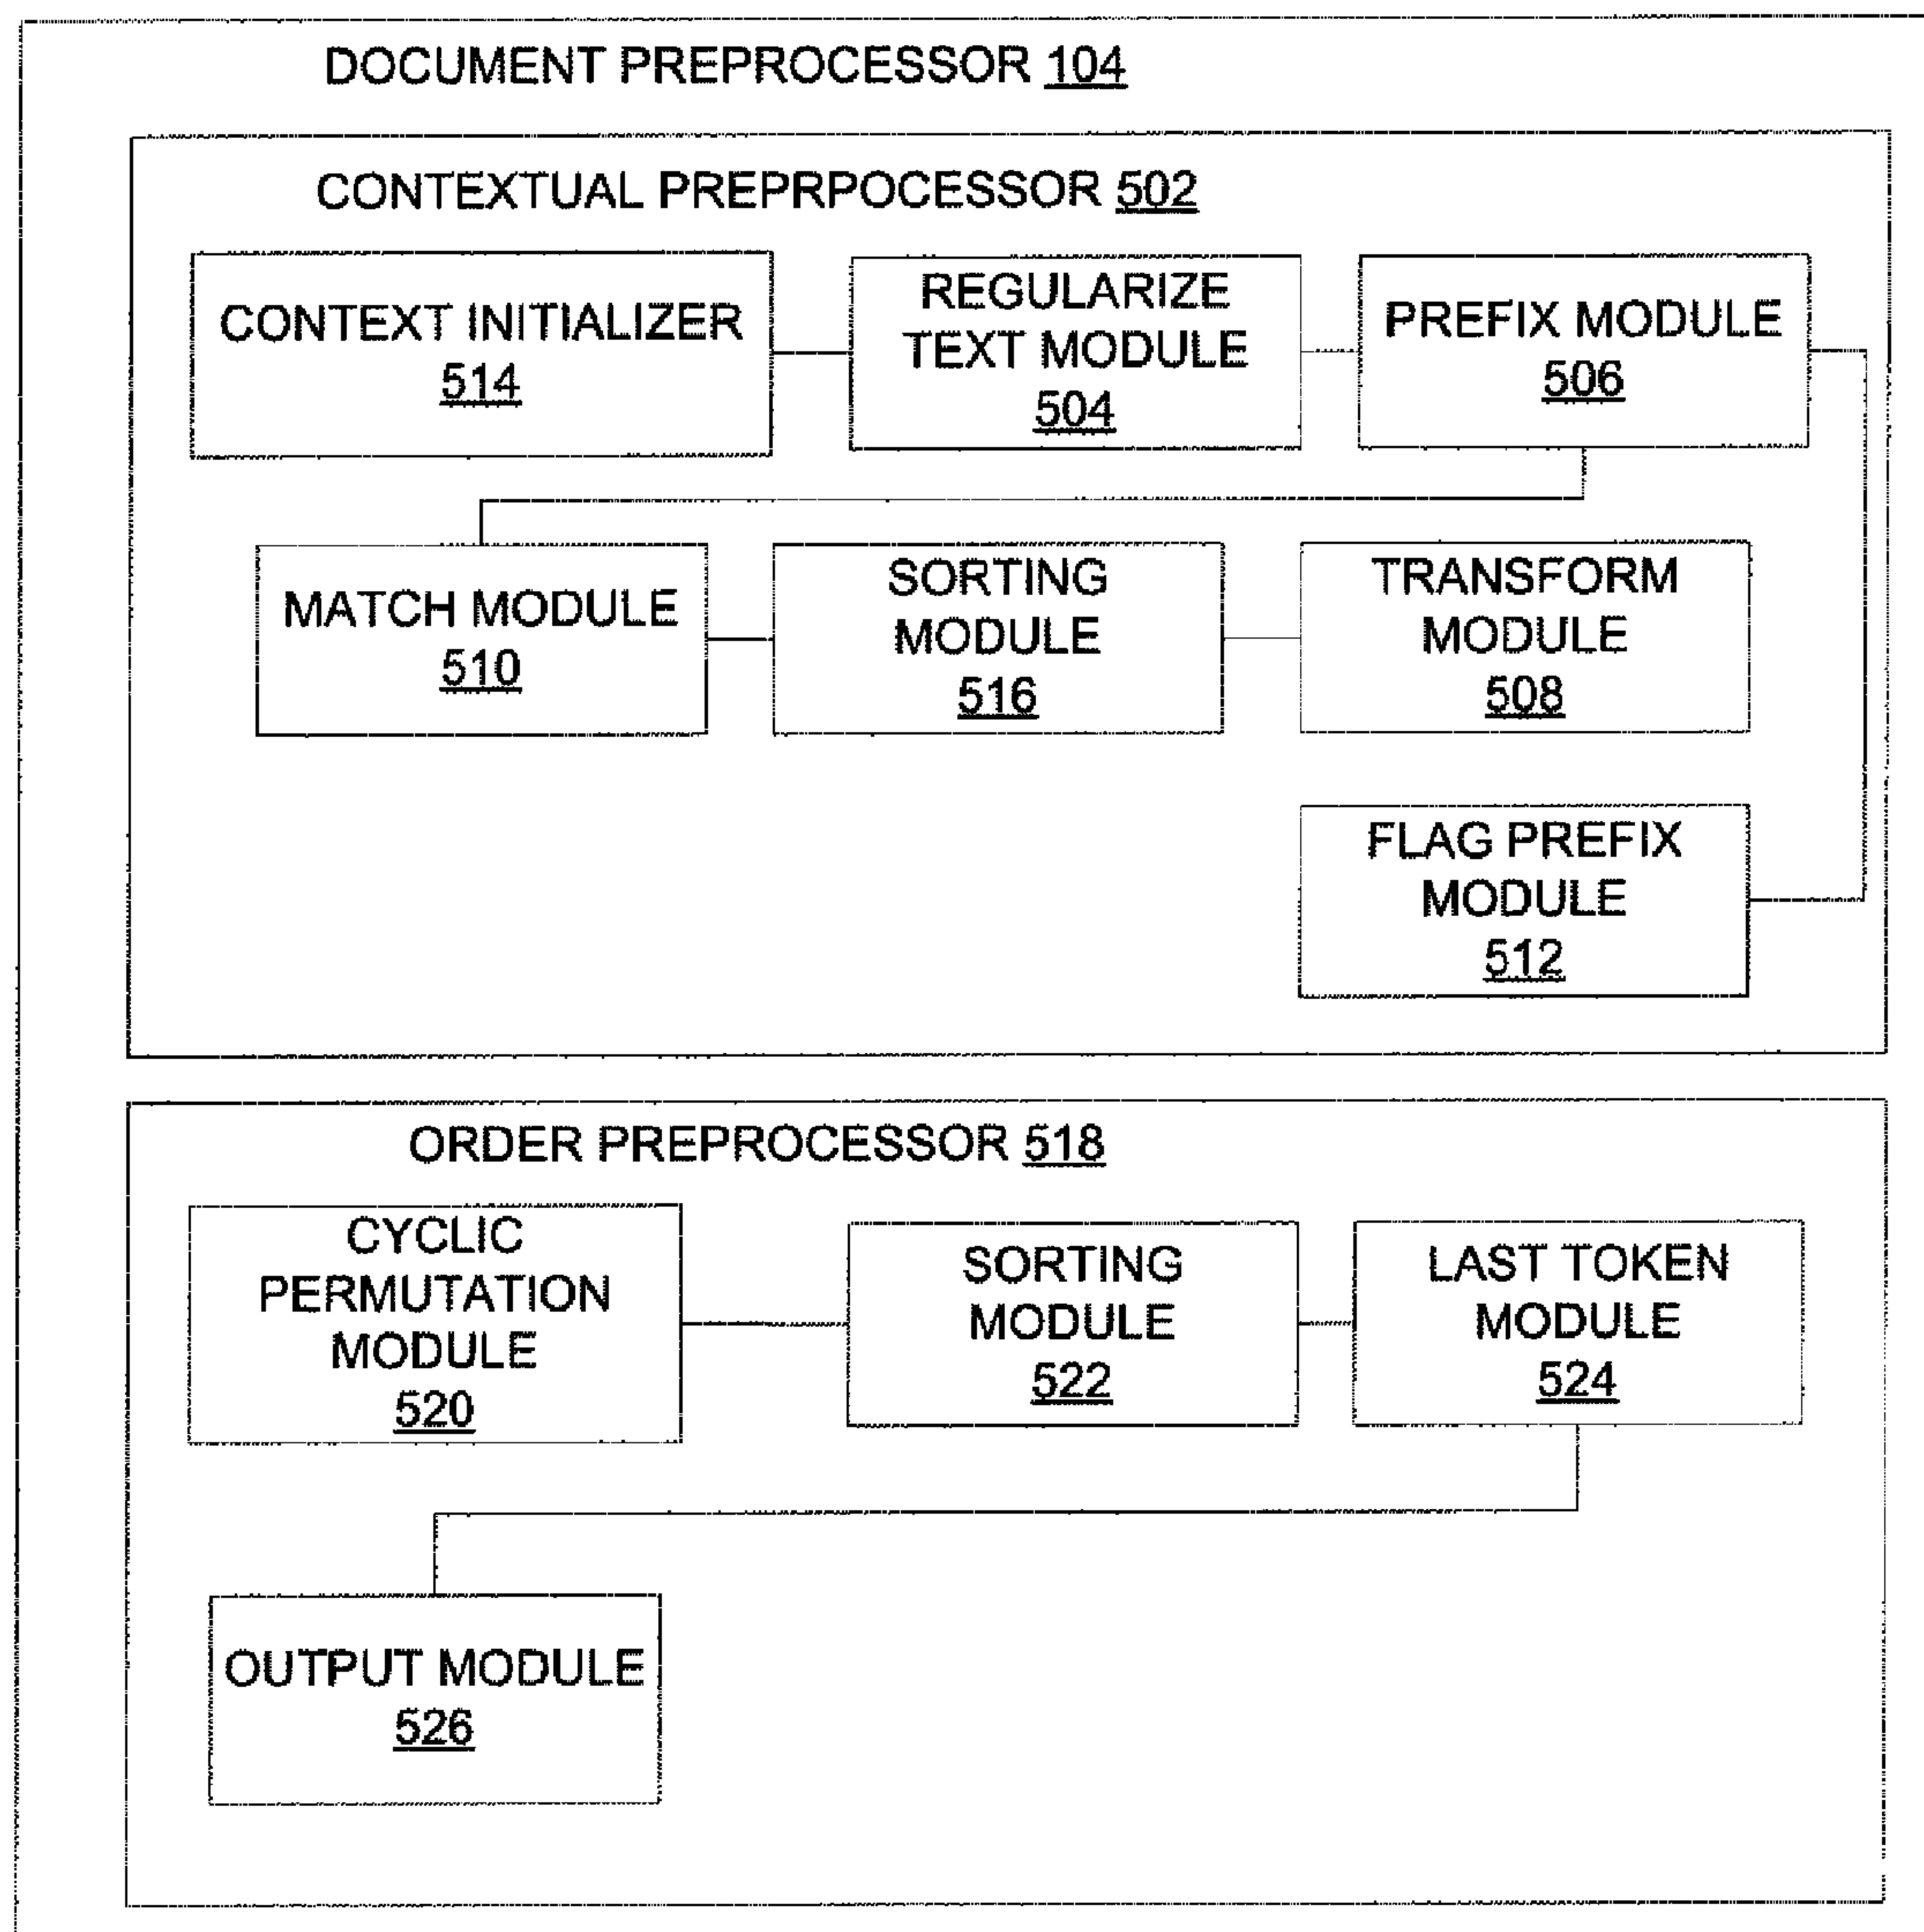 DOCUMENT PREPROCESSOR 104
CONTEXTUAL PREPRPOCESSOR 502
CONTEXT INITIALIZER
514
REGULARIZE
TEXT MODULE
504
PREFIX MODULE
506
MATCH MODULE
510
SORTING
MODULE
516
TRANSFORM
MODULE
508
FLAG PREFIX
MODULE
512
ORDER PREPROCESSOR 518
CYCLIC
PERMUTATION
MODULE
520
SORTING
MODULE
522
LAST TOKEN
MODULE
524
OUTPUT MODULE
526